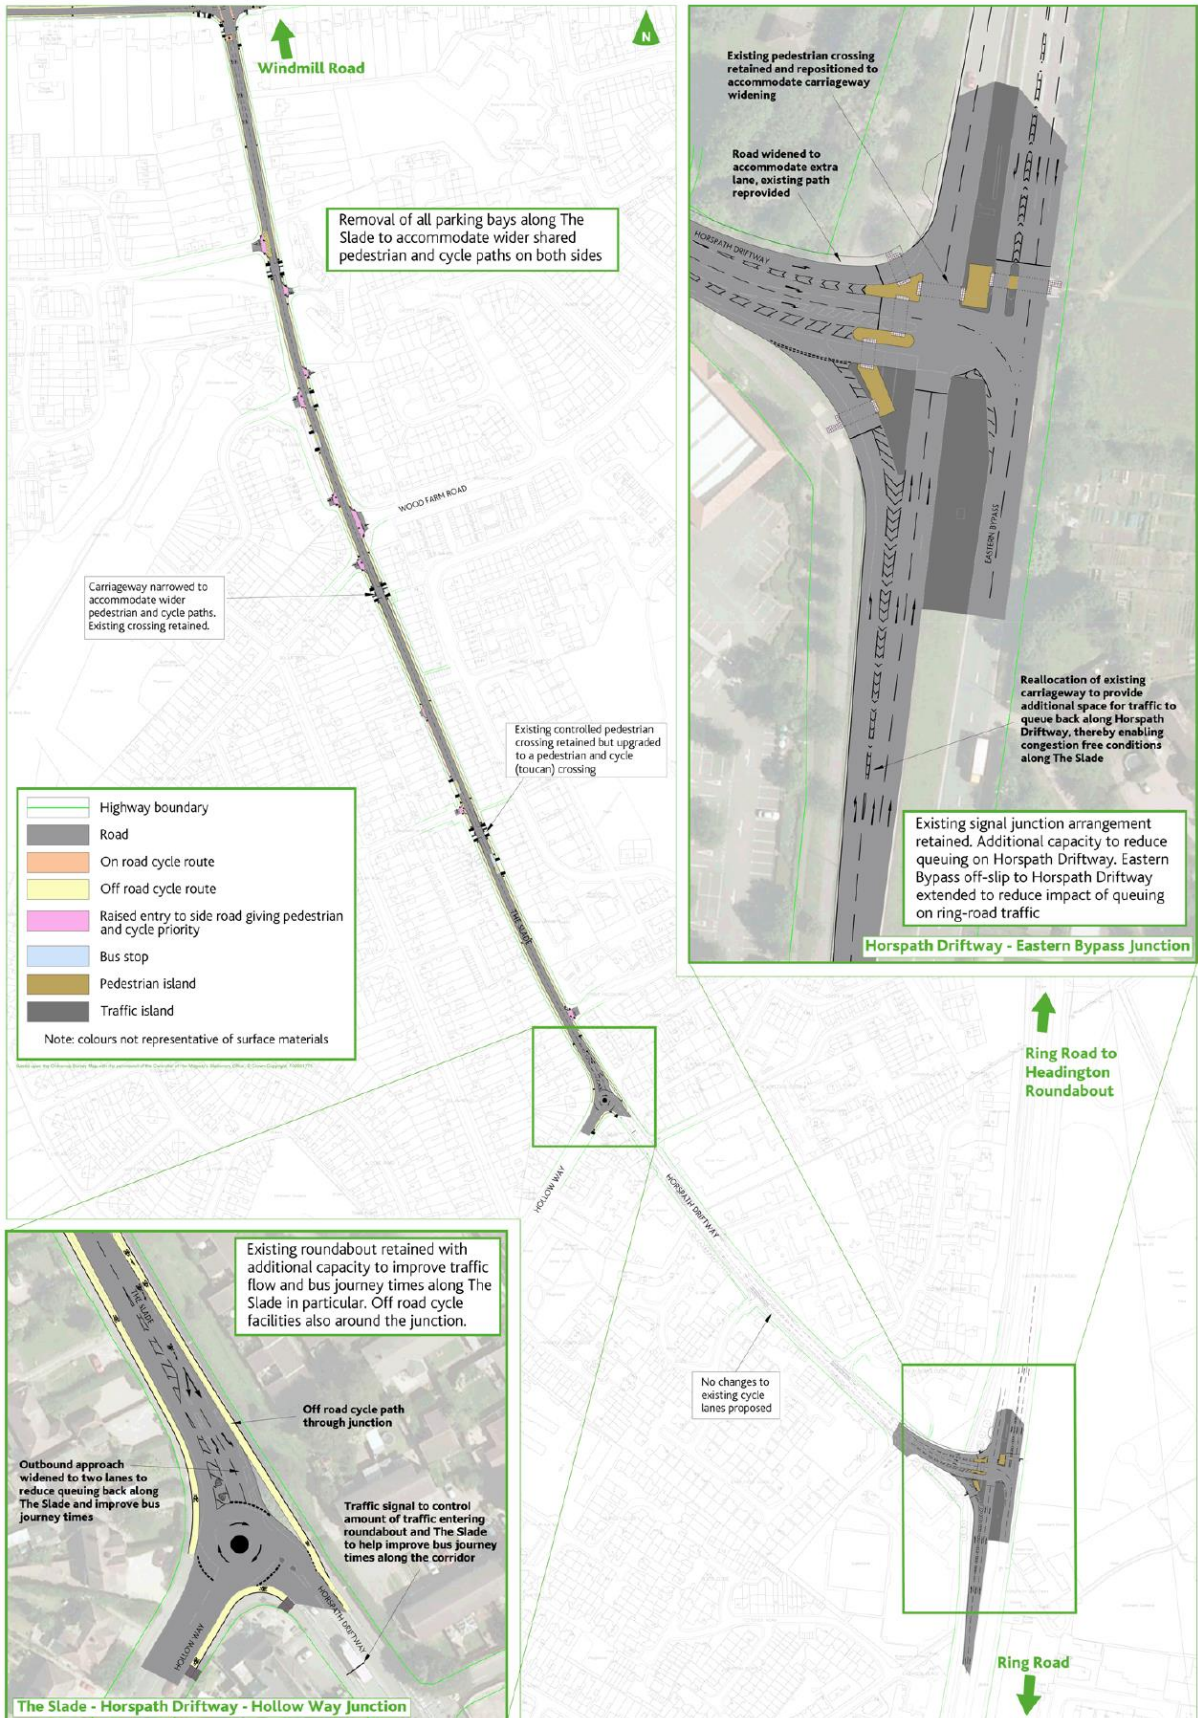 N
Windmill Road
Removal of all parking bays along The
Slade to accommodate wider shared
pedestrian and cycle paths on both sides
WOOD FARM ROAD
Carriageway narrowed to
accommodate wider
pedestrian and cycle paths.
Existing crossing retained.
Existing controlled pedestrian
crossing retained but upgraded
to a pedestrian and cycle
(toucan) crossing
THE SLADE
Highway boundary
Road
On road cycle route
Off road cycle route
Raised entry to side road giving pedestrian
and cycle priority
Bus stop
Pedestrian island
Traffic island
Note: colours not representative of surface materials
Existing pedestrian crossing
retained and repositioned to
accommodate carriageway
widening
Road widened to
accommodate extra
lane, existing path
reprovided
HORSPATH DRIFTWAY
EASTERN BYPASS
Reallocation of existing
carriageway to provide
additional space for traffic to
queue back along Horspath
Driftway, thereby enabling
congestion free conditions
along The Slade
Existing signal junction arrangement
retained. Additional capacity to reduce
queuing on Horspath Driftway. Eastern
Bypass off-slip to Horspath Driftway
extended to reduce impact of queuing
on ring-road traffic
Horspath Driftway - Eastern Bypass Junction
Ring Road to
Headington
Roundabout
HOLLOW WAY
HORSPATH DRIFTWAY
No changes to
existing cycle
lanes proposed
Ring Road
Existing roundabout retained with
additional capacity to improve traffic
flow and bus journey times along The
Slade in particular. Off road cycle
facilities also around the junction.
THE SLADE
Off road cycle path
through junction
Outbound approach
widened to two lanes to
reduce queuing back along
The Slade and improve bus
journey times
Traffic signal to control
amount of traffic entering
roundabout and The Slade
to help improve bus journey
times along the corridor
HORSPATH DRIFTWAY
HOLLOW WAY
The Slade - Horspath Driftway - Hollow Way Junction